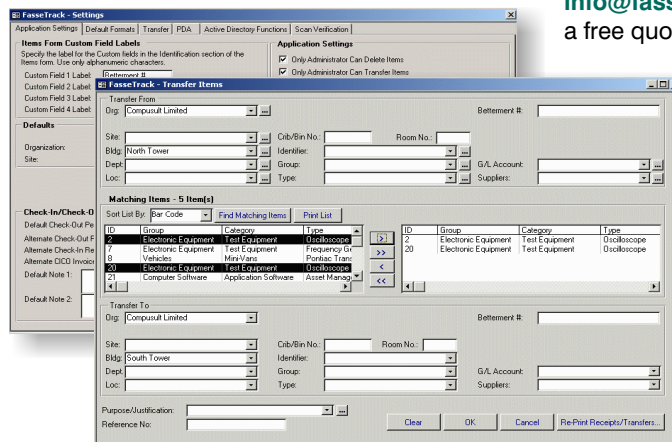 info@fass
a free quo
FasseTrack - Settings
Application Settings Default Formats Transfer PDA Active Directory Functions Scan Verification
Items Form Custom Field Labels
Specify the label for the Custom fields in the Identification section of the
Items form. Use only alphanumeric characters.
Custom Field 1 Label: Betterment #
Custom Field 2 Label:
Custom Field 3 Label:
Custom Field 4 Label:
Application Settings
Only Administrator Can Delete Items
Only Administrator Can Transfer Items
Defaults
Organization:
Site:
Check-In/Check-O
Default Check-Out Pe
Alternate Check-Out F
Alternate Check-In Re
Alternate CICO Invoic
Default Note 1:
Default Note 2:
FasseTrack - Transfer Items
Transfer From
Org: Compusult Limited ... Betterment #:
Site: ... Crib/Bin No.: Room No.: ...
Bldg: North Tower ... Identifier: ...
Dept: ... Group: ... G/L Account: ...
Loc: ... Type: ... Suppliers: ...
Matching Items - 5 Item(s)
Sort List By: Bar Code Find Matching Items Print List
ID Group Category Type
2 Electronic Equipment Test Equipment Oscilloscope
7 Electronic Equipment Test Equipment Frequency Ge
8 Vehicles Mini-Vans Pontiac Trans
20 Electronic Equipment Test Equipment Oscilloscope
21 Computer Software Application Software Asset Manag
>
>>
<
<<
ID Group Category Type
2 Electronic Equipment Test Equipment Oscilloscope
20 Electronic Equipment Test Equipment Oscilloscope
Transfer To
Org: Compusult Limited Betterment #:
Site: Crib/Bin No.: Room No.:
Bldg: South Tower Identifier:
Dept: Group: G/L Account:
Loc: Type: Suppliers:
Purpose/Justification: ...
Reference No:
Clear OK Cancel Re-Print Receipts/Transfers...